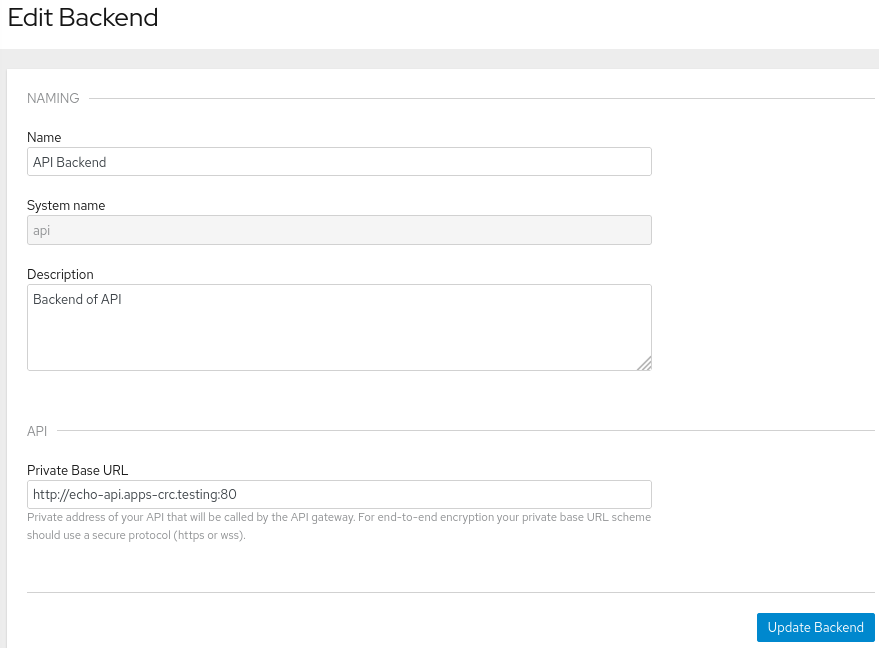 Edit Backend
NAMING
Name
API Backend
System name
api
Description
Backend of API
API
Private Base URL
http://echo-api.apps-crc.testing:80
Private address of your API that will be called by the API gateway. For end-to-end encryption your private base URL scheme
should use a secure protocol (https or wss).
Update Backend